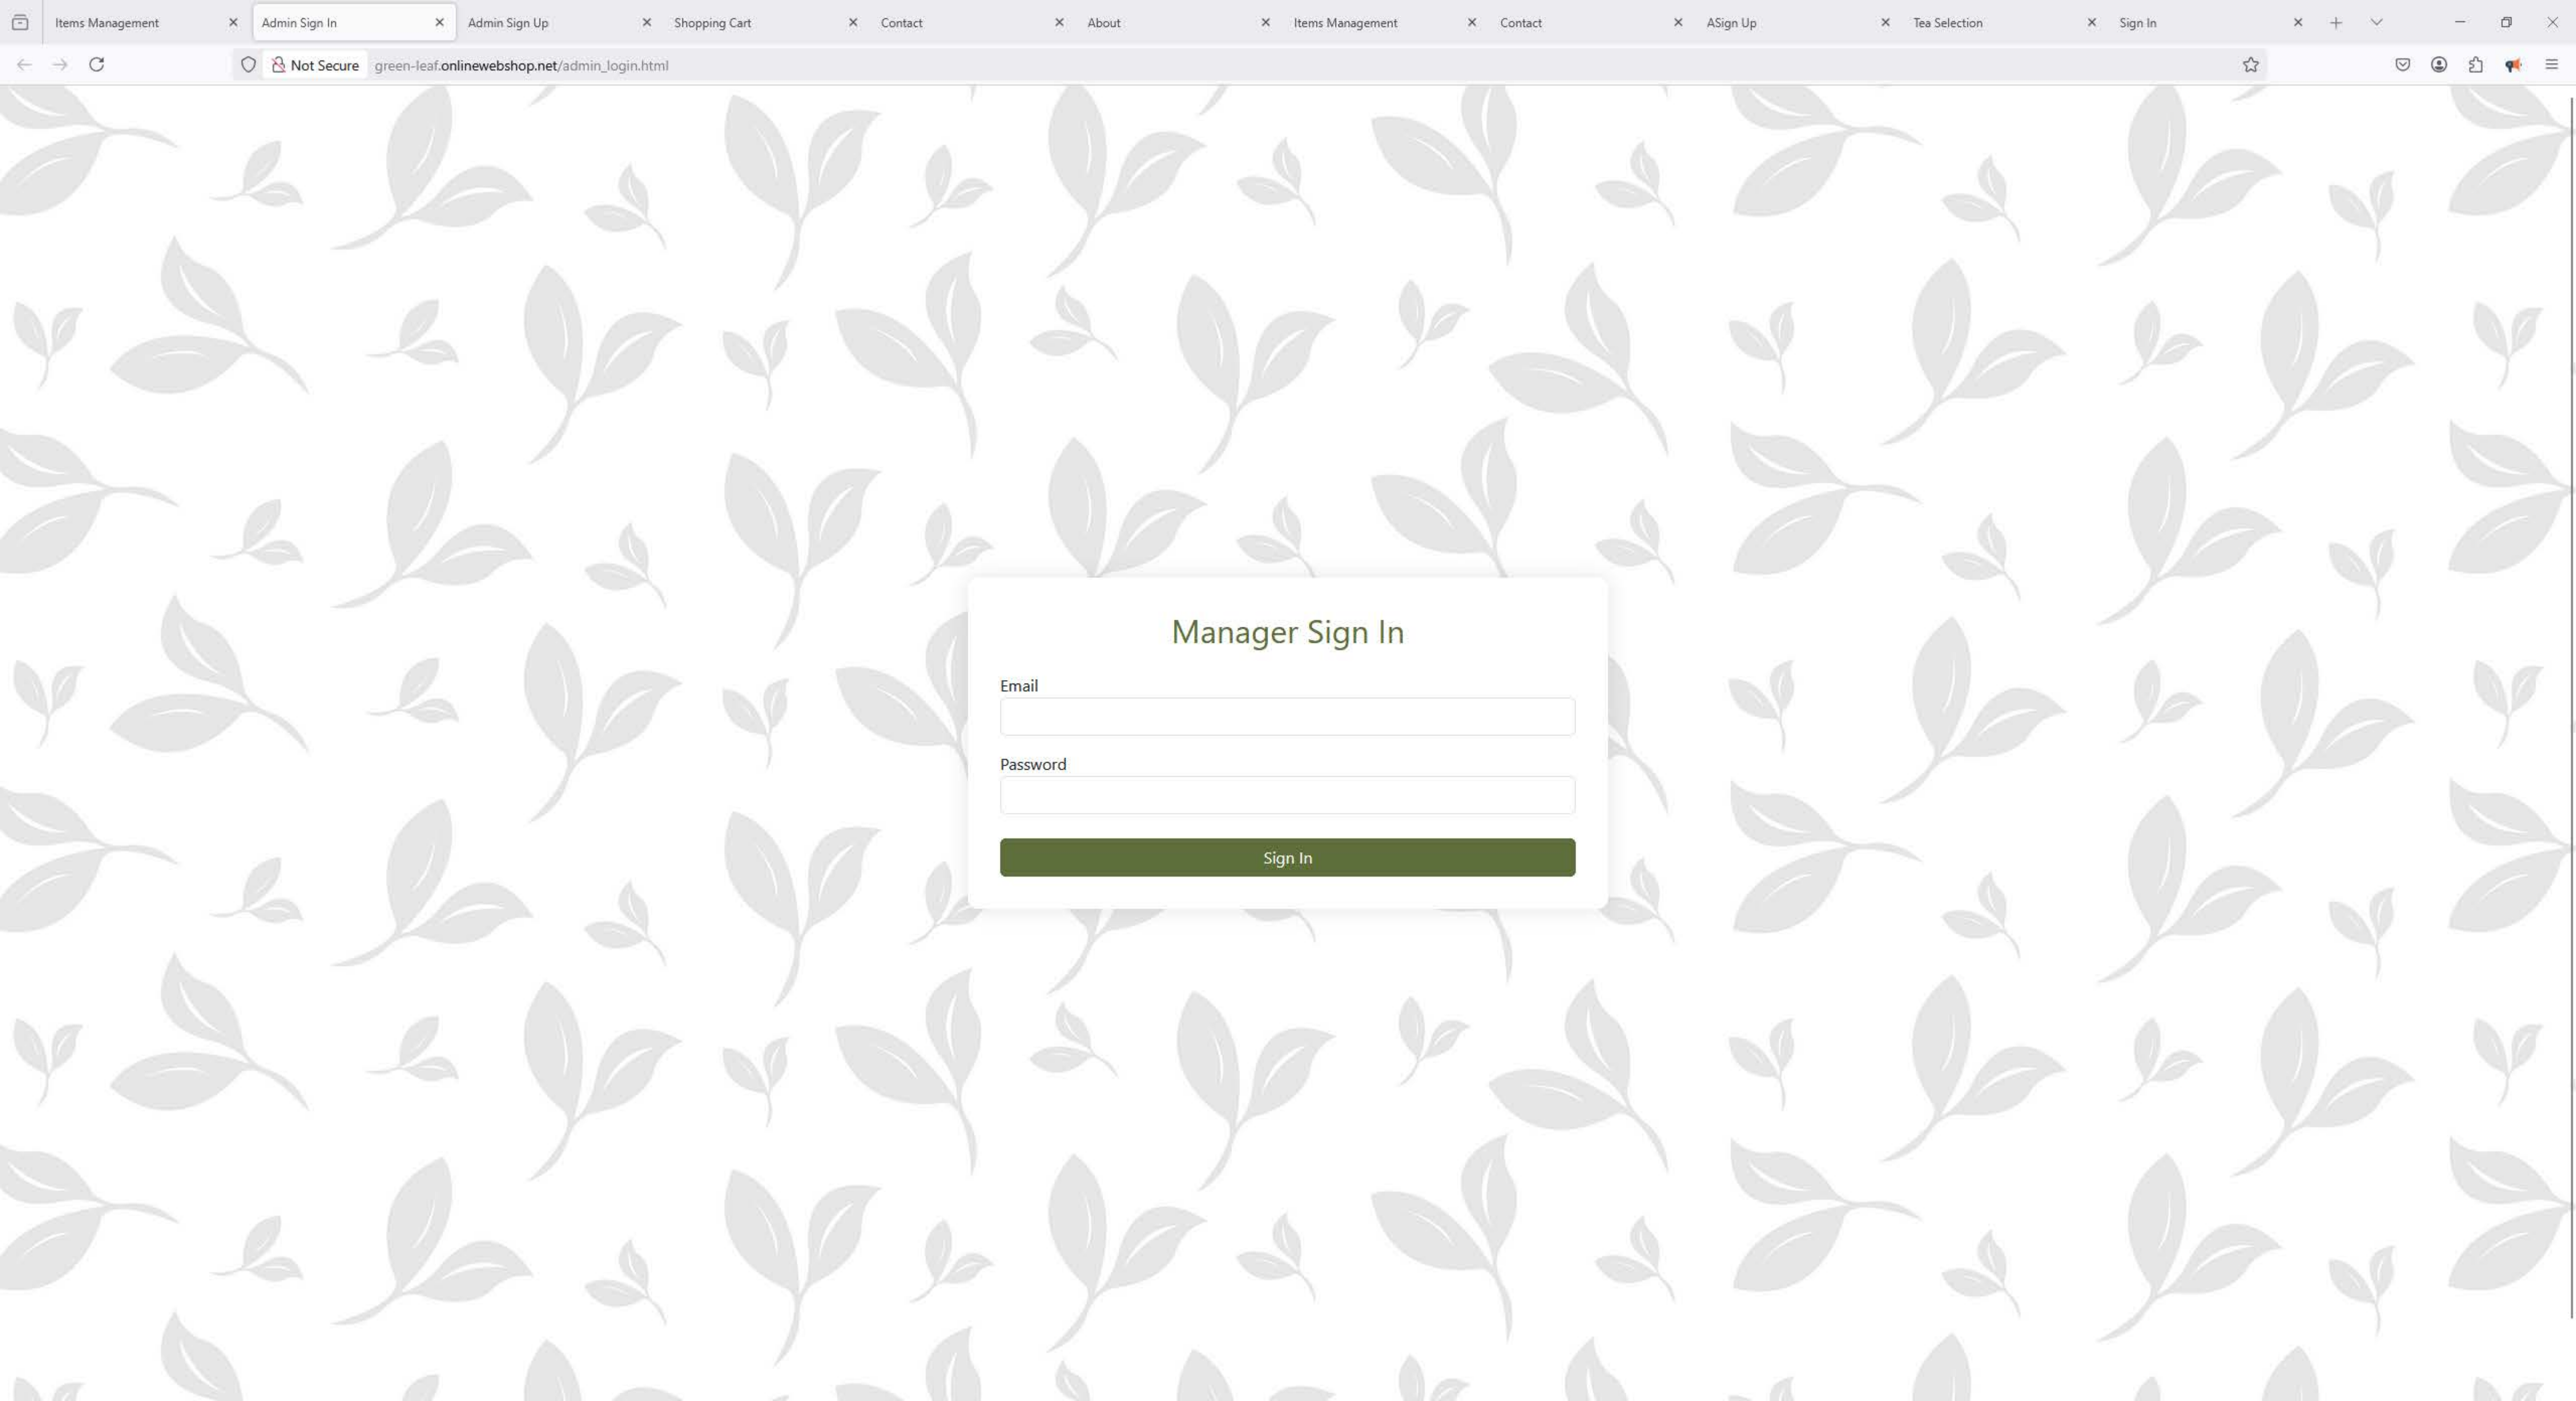 Items Management Admin Sign In Admin Sign Up Shopping Cart Contact About Items Management Contact ASign Up Tea Selection Sign In
Not Secure green-leaf.onlinewebshop.net/admin_login.html
Manager Sign In
Email
Password
Sign In